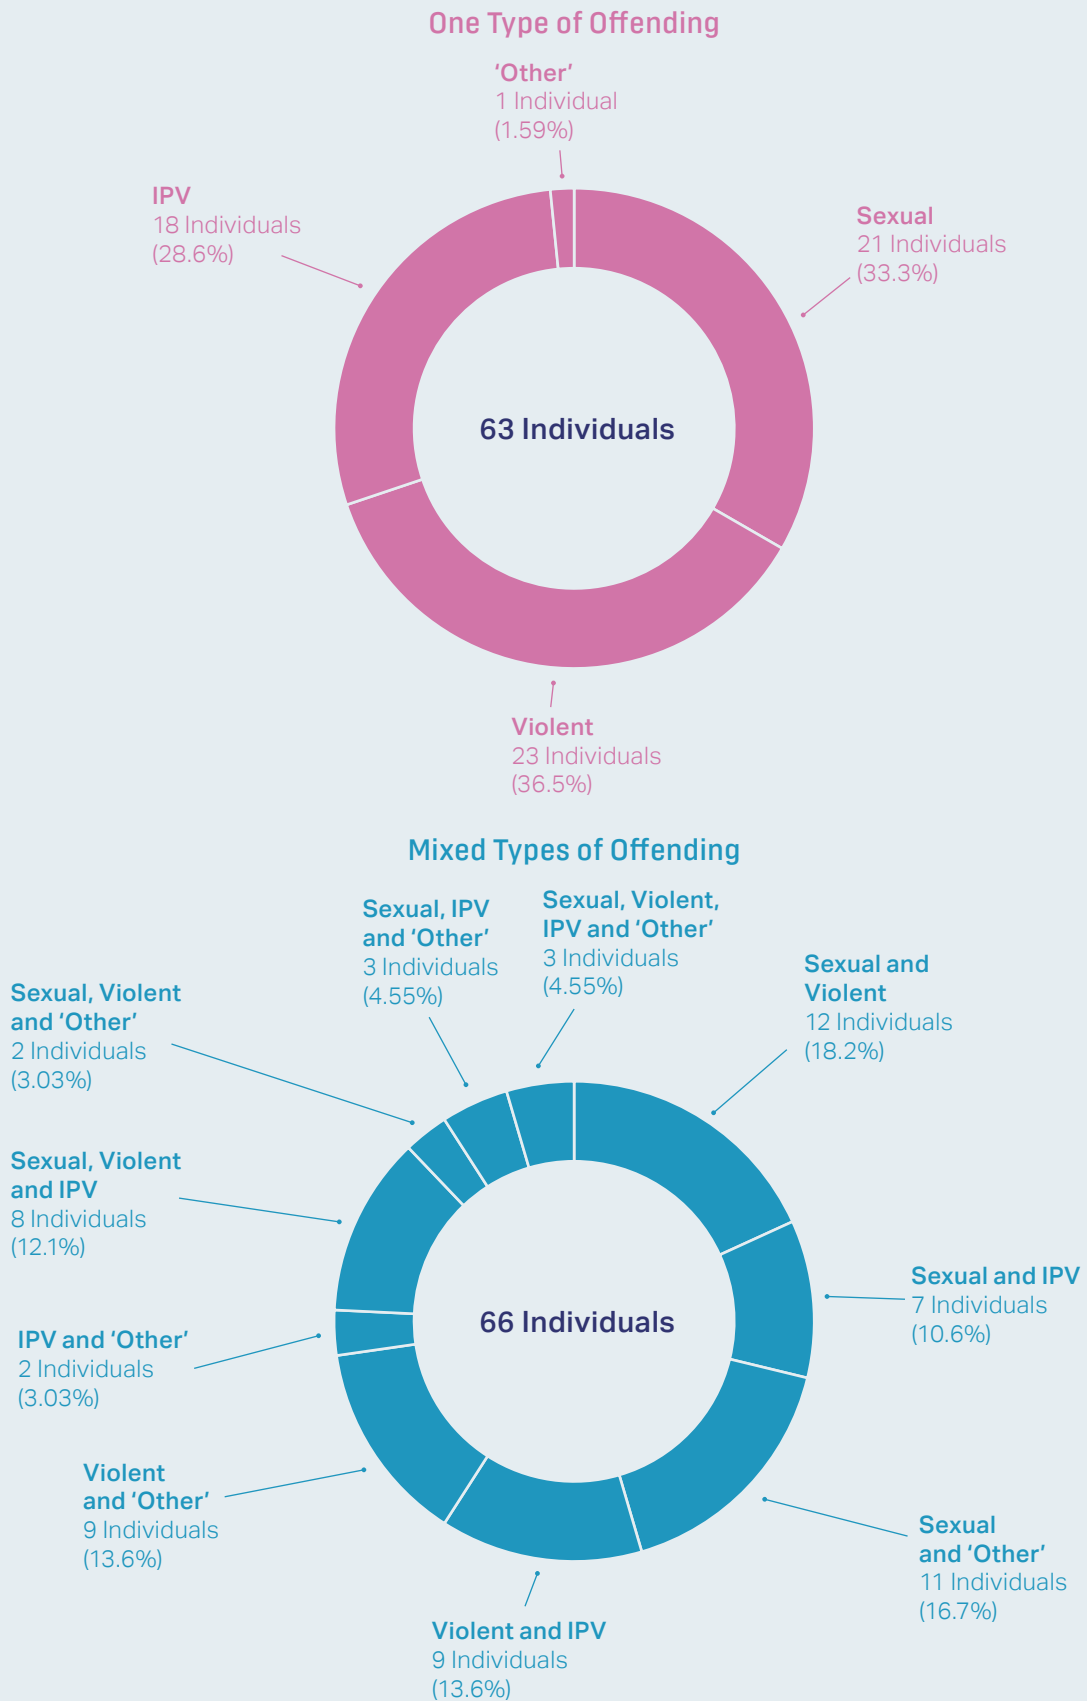 One Type of Offending
‘Other’
1 Individual
(1.59%)
IPV
18 Individuals
(28.6%)
Sexual
21 Individuals
(33.3%)
63 Individuals
Violent
23 Individuals
(36.5%)
Mixed Types of Offending
Sexual, IPV
and ‘Other’
3 Individuals
(4.55%)
Sexual, Violent,
IPV and ‘Other’
3 Individuals
(4.55%)
Sexual and
Violent
12 Individuals
(18.2%)
Sexual, Violent
and ‘Other’
2 Individuals
(3.03%)
Sexual, Violent
and IPV
8 Individuals
(12.1%)
Sexual and IPV
7 Individuals
(10.6%)
66 Individuals
IPV and ‘Other’
2 Individuals
(3.03%)
Violent
and ‘Other’
9 Individuals
(13.6%)
Sexual
and ‘Other’
11 Individuals
(16.7%)
Violent and IPV
9 Individuals
(13.6%)